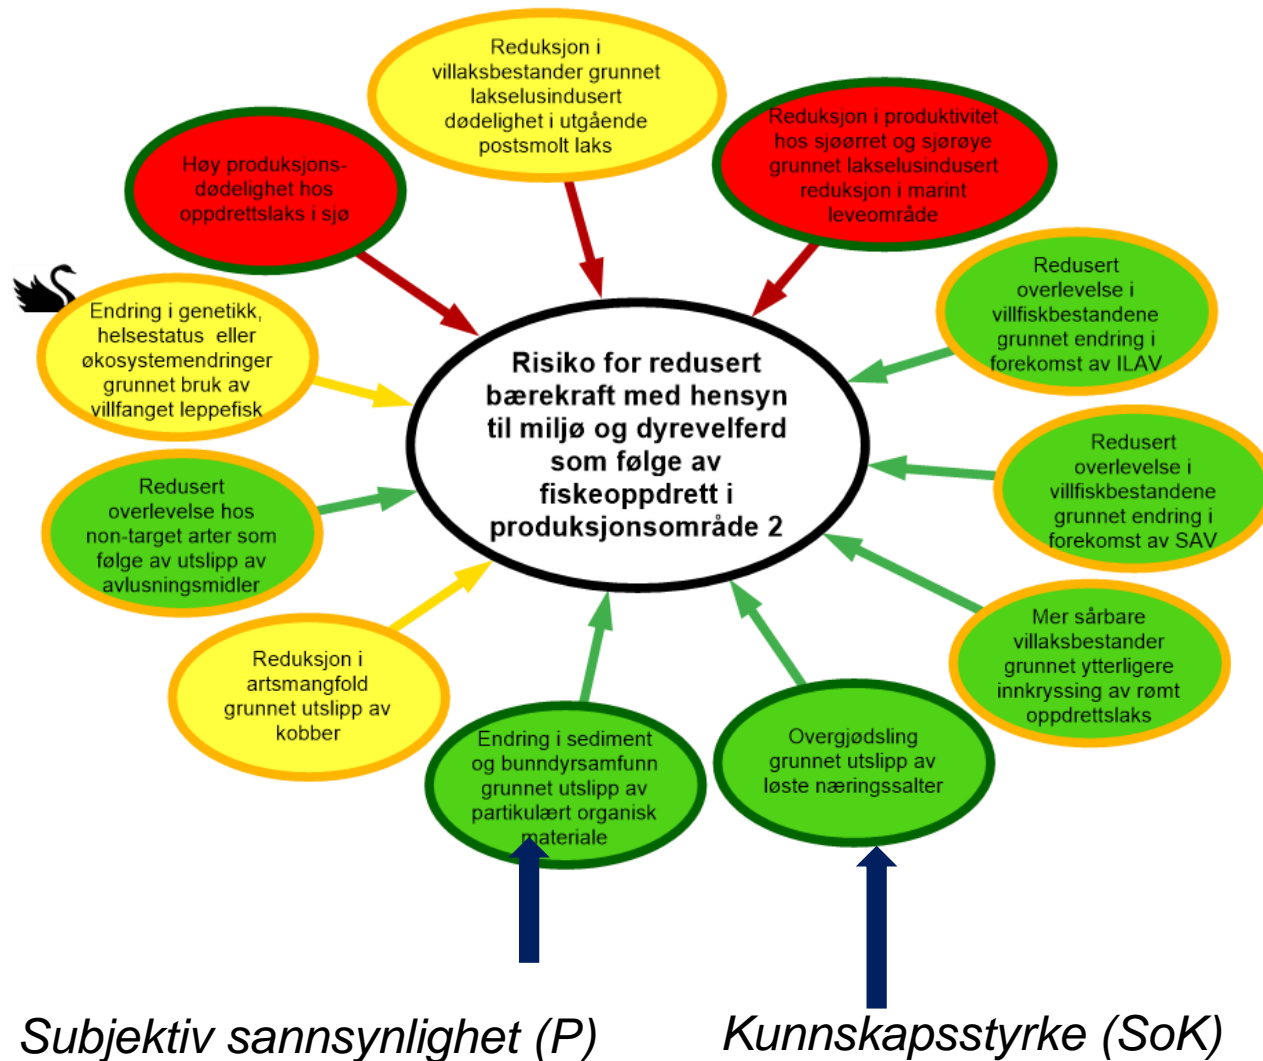 Reduksjon i
villaksbestander grunnet
lakselusindusert
dødelighet i utgående
postsmolt laks
Reduksjon i produktivitet
hos sjøørret og sjørøye
grunnet lakselusindusert
reduksjon i marint
leveområde
Høy produksjons-
dødelighet hos
oppdrettslaks i sjø
Redusert
overlevelse i
villfiskbestandene
grunnet endring i
forekomst av ILAV
Endring i genetikk,
helsestatus eller
økosystemendringer
grunnet bruk av
villfanget leppefisk
Risiko for redusert
bærekraft med hensyn
til miljø og dyrevelferd
som følge av
fiskeoppdrett i
produksjonsområde 2
Redusert
overlevelse i
villfiskbestandene
grunnet endring i
forekomst av SAV
Redusert
overlevelse hos
non-target arter som
følge av utslipp av
avlusningsmidler
Mer sårbare
villaksbestander
grunnet ytterligere
innkryssing av rømt
oppdrettslaks
Reduksjon i
artsmangfold
grunnet utslipp av
kobber
Endring i sediment
og bunndyrsamfunn
grunnet utslipp av
partikulært organisk
materiale
Overgjødsling
grunnet utslipp av
løste næringssalter
Subjektiv sannsynlighet (P)
Kunnskapsstyrke (SoK)